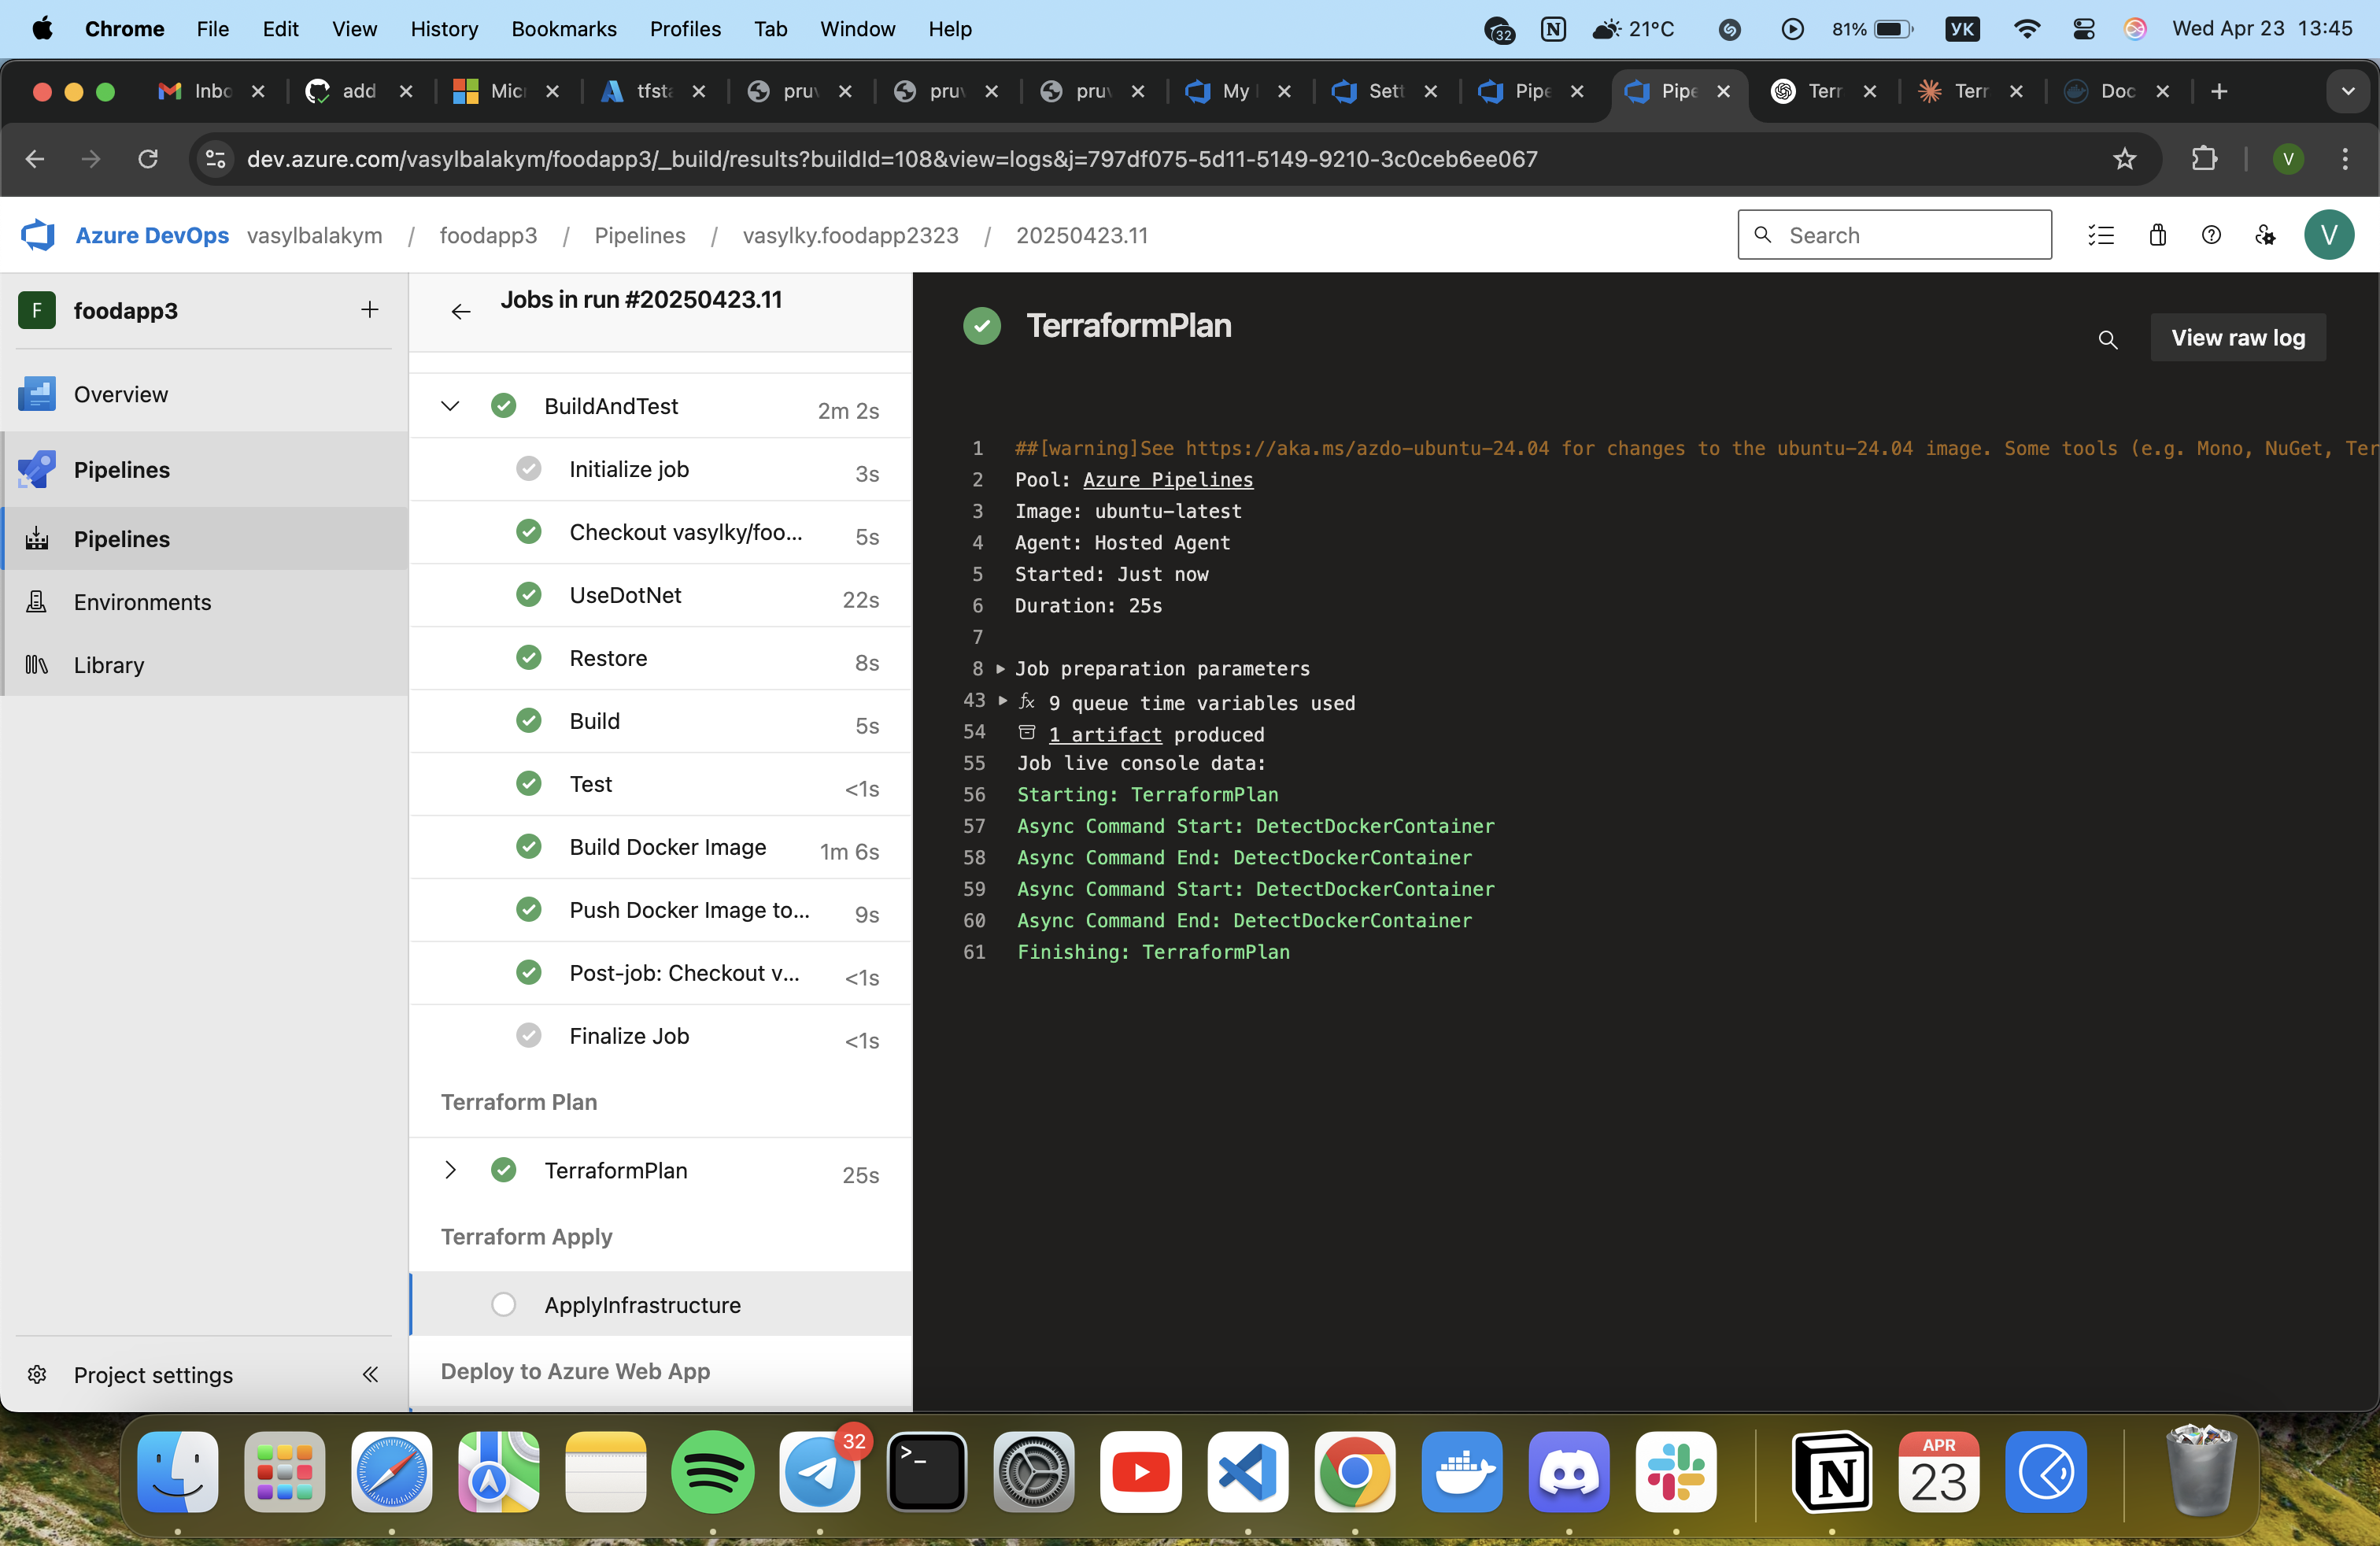 Chrome File Edit View History Bookmarks Profiles Tab Window Help 32 21°C 81% УК Wed Apr 23 13:45
Inbo add Micr tfsta pruv pruv pruv My Sett Pipe Pipe Terr Terr Doc
dev.azure.com/vasylbalakym/foodapp3/_build/results?buildId=108&view=logs&j=797df075-5d11-5149-9210-3c0ceb6ee067 V
Azure DevOps vasylbalakym / foodapp3 / Pipelines / vasylky.foodapp2323 / 20250423.11 Search V
F foodapp3
Overview
Pipelines
Pipelines
Environments
Library
Project settings
Jobs in run #20250423.11
BuildAndTest 2m 2s
Initialize job 3s
Checkout vasylky/foo... 5s
UseDotNet 22s
Restore 8s
Build 5s
Test <1s
Build Docker Image 1m 6s
Push Docker Image to... 9s
Post-job: Checkout v... <1s
Finalize Job <1s
Terraform Plan
TerraformPlan 25s
Terraform Apply
ApplyInfrastructure
Deploy to Azure Web App
TerraformPlan
View raw log
1 ##[warning]See https://aka.ms/azdo-ubuntu-24.04 for changes to the ubuntu-24.04 image. Some tools (e.g. Mono, NuGet, Ter
2 Pool: Azure Pipelines
3 Image: ubuntu-latest
4 Agent: Hosted Agent
5 Started: Just now
6 Duration: 25s
7
8 Job preparation parameters
43 fx 9 queue time variables used
54 1 artifact produced
55 Job live console data:
56 Starting: TerraformPlan
57 Async Command Start: DetectDockerContainer
58 Async Command End: DetectDockerContainer
59 Async Command Start: DetectDockerContainer
60 Async Command End: DetectDockerContainer
61 Finishing: TerraformPlan
32
APR
23